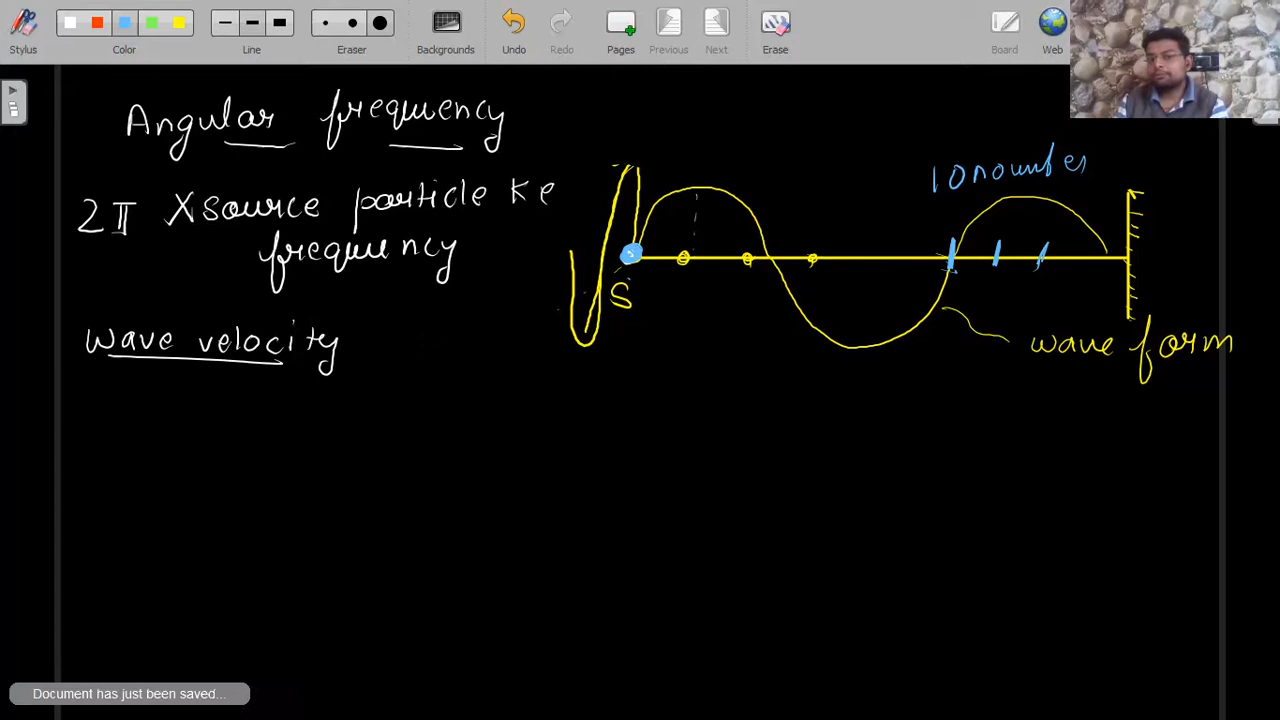 Stylus
Color
Line
Eraser
Backgrounds
Undo
Redo
Pages
Previous
Next
Erase
Board
Web
Angular frequency
2π X source particle ke
frequency
wave velocity
10 number
S
wave form
Document has just been saved...